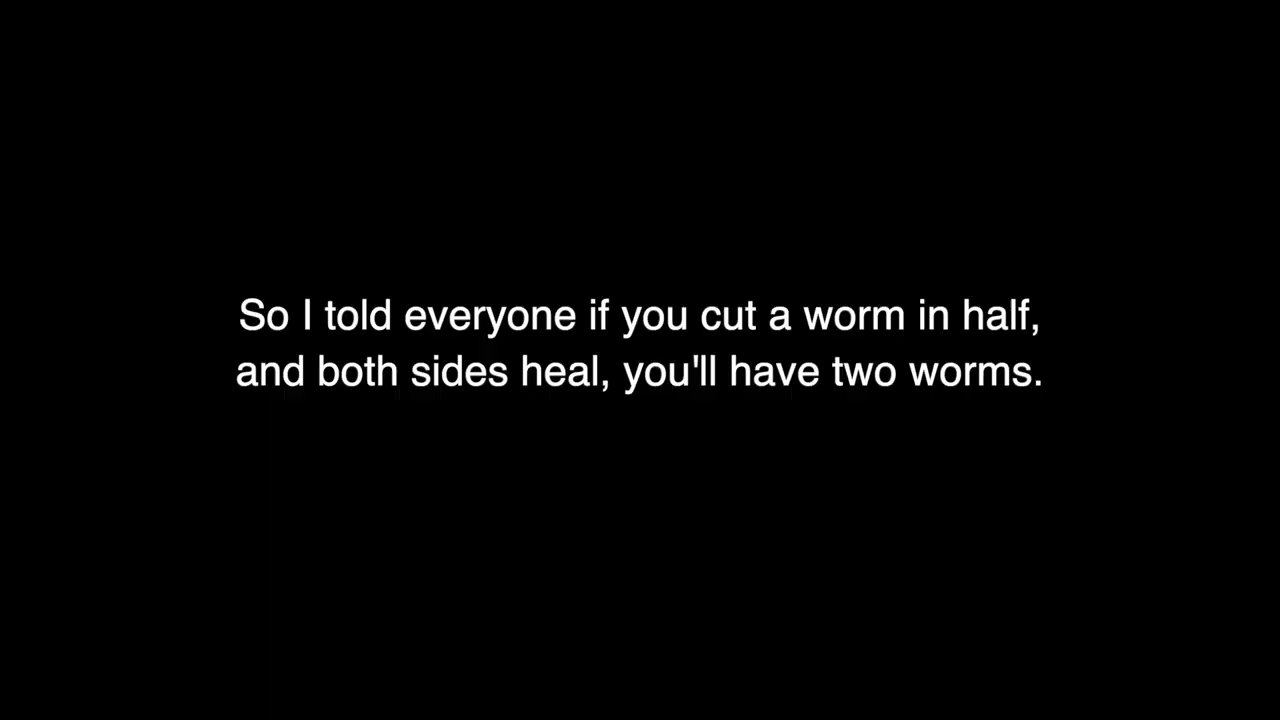 So I told everyone if you cut a worm in half,
and both sides heal, you'll have two worms.